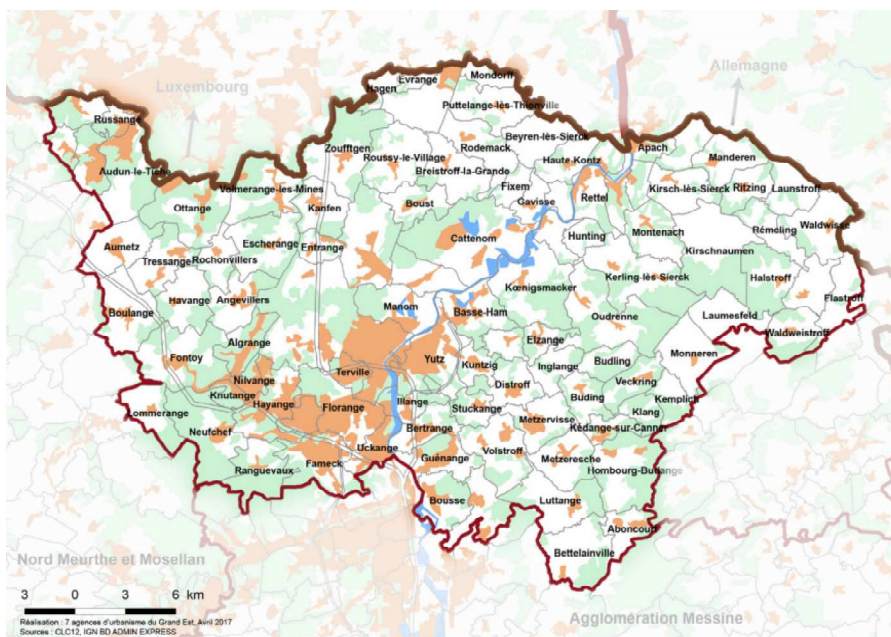 Luxembourg
Allemagne
Evrange
Mondorff
Hagen
Puttelange-lès-Thionville
Russange
Zoufftgen
Rodemack
Beyren-lès-Sierck
Apach
Roussy-le-Village
Haute-Kontz
Manderen
Audun-le-Tiche
Breistroff-la-Grande
Volmerange-les-Mines
Fixem
Rettel
Kirsch-lès-Sierck
Ritzing
Launstroff
Ottange
Kanfen
Boust
Gavisse
Montenach
Rémeling
Waldwisse
Cattenom
Hunting
Aumetz
Escherange
Entrange
Kirschnaumen
Tressange
Rochonvillers
Kerling-lès Sierck
Halstroff
Havange
Angevillers
Kœnigsmacker
Flastroff
Boulange
Manom
Basse-Ham
Oudrenne
Laumesfeld
Waldweistroff
Algrange
Elzange
Fontoy
Yutz
Monneren
Terville
Kuntzig
Inglange
Budling
Nilvange
Distroff
Veckring
Knutange
Hayange
Florange
Illange
Stuckange
Buding
Kemplich
Lommerange
Metzervisse
Klang
Neufchef
Bertrange
Kédange-sur-Canner
Uckange
Volstroff
Guénange
Metzeresche
Ranguevaux
Fameck
Hombourg-Budange
Bousse
Luttange
Aboncourt
Bettelainville
Nord Meurthe et Mosellan
Agglomération Messine
3 0 3 6 km
Réalisation : 7 agences d'urbanisme du Grand Est, Avril 2017
Sources : CLC12, IGN BD ADMIN EXPRESS